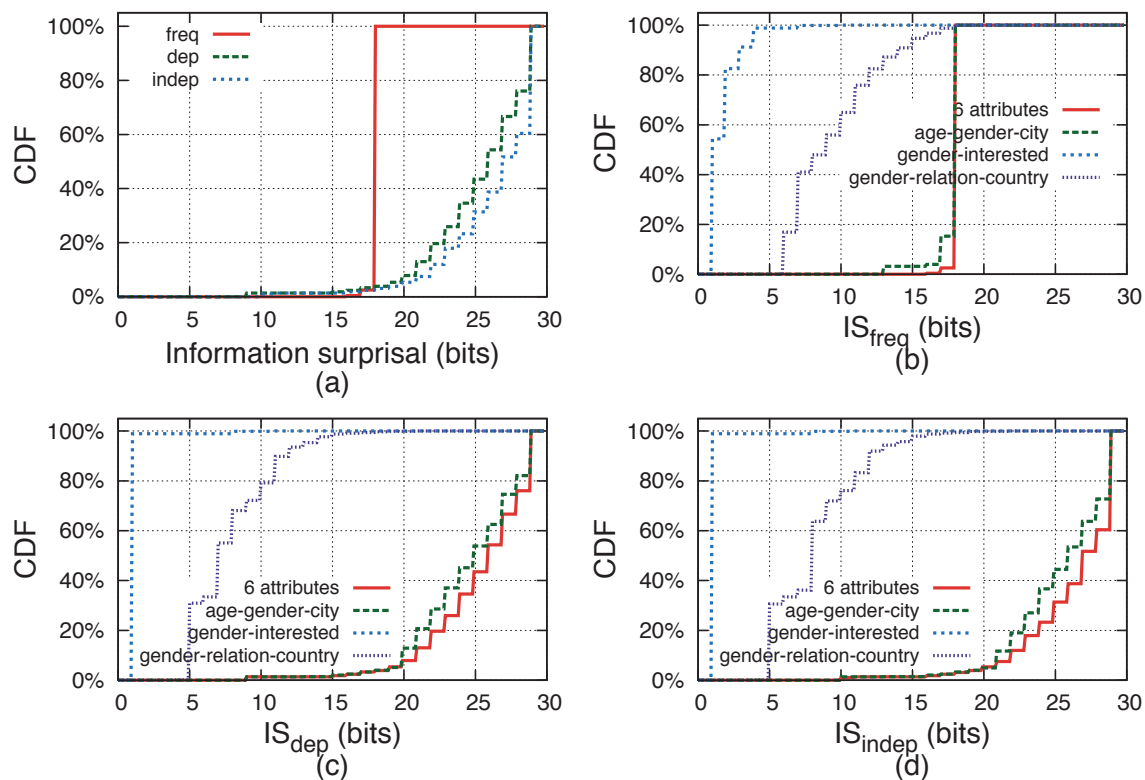 100%
80%
60%
40%
20%
0%
CDF
freq
dep
indep
0 5 10 15 20 25 30
Information surprisal (bits)
(a)
100%
80%
60%
40%
20%
0%
CDF
6 attributes
age-gender-city
gender-interested
gender-relation-country
0 5 10 15 20 25 30
ISfreq (bits)
(b)
100%
80%
60%
40%
20%
0%
CDF
6 attributes
age-gender-city
gender-interested
gender-relation-country
0 5 10 15 20 25 30
ISdep (bits)
(c)
100%
80%
60%
40%
20%
0%
CDF
6 attributes
age-gender-city
gender-interested
gender-relation-country
0 5 10 15 20 25 30
ISindep (bits)
(d)